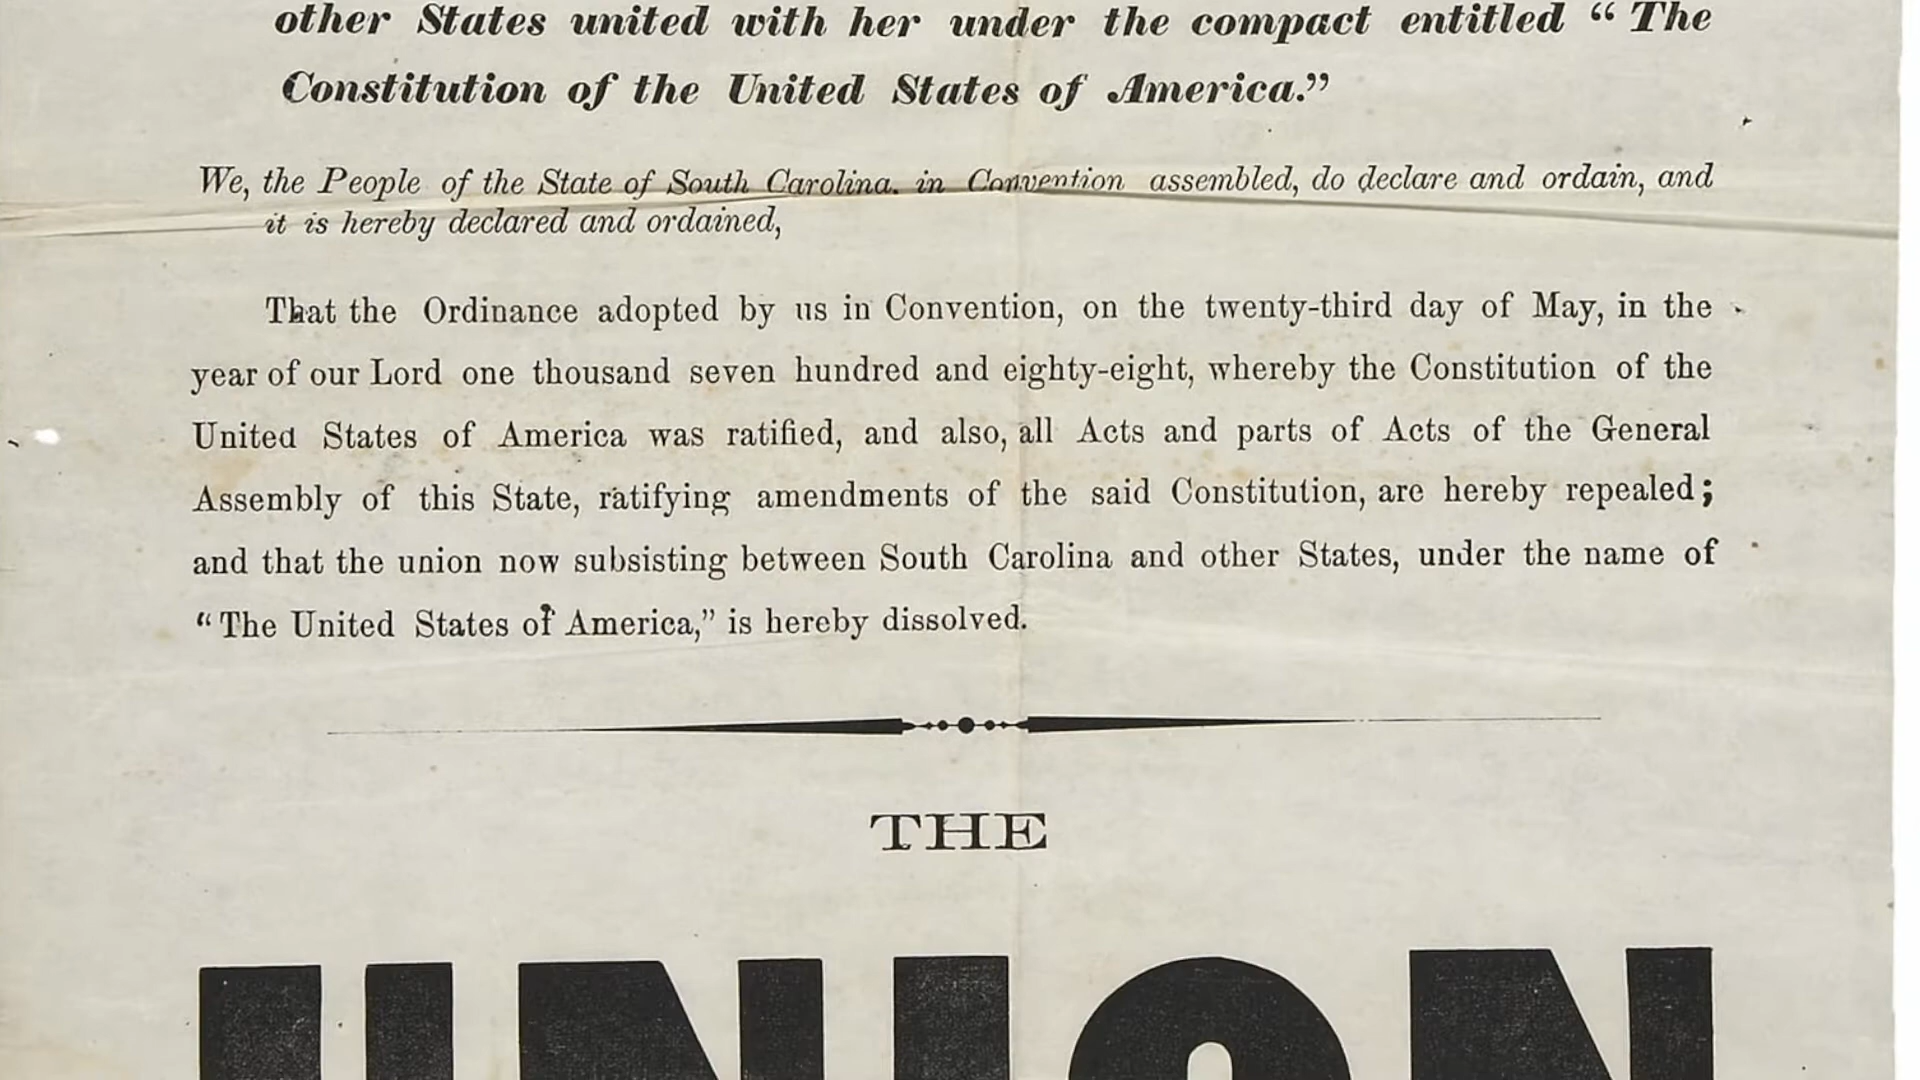 other States united with her under the compact entitled “The
Constitution of the United States of America.”
We, the People of the State of South Carolina, in Convention assembled, do declare and ordain, and
it is hereby declared and ordained,
That the Ordinance adopted by us in Convention, on the twenty-third day of May, in the
year of our Lord one thousand seven hundred and eighty-eight, whereby the Constitution of the
United States of America was ratified, and also, all Acts and parts of Acts of the General
Assembly of this State, ratifying amendments of the said Constitution, are hereby repealed;
and that the union now subsisting between South Carolina and other States, under the name of
“The United States of America,” is hereby dissolved.
THE
UNION